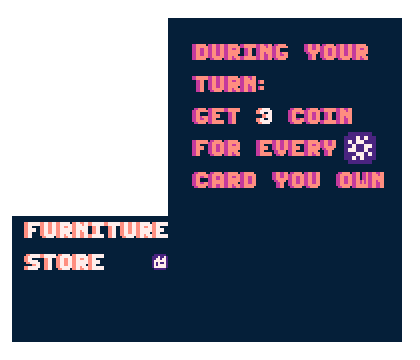 DURING YOUR
TURN:
GET 3 COIN
FOR EVERY
CARD YOU OWN
FURNITURE
STORE